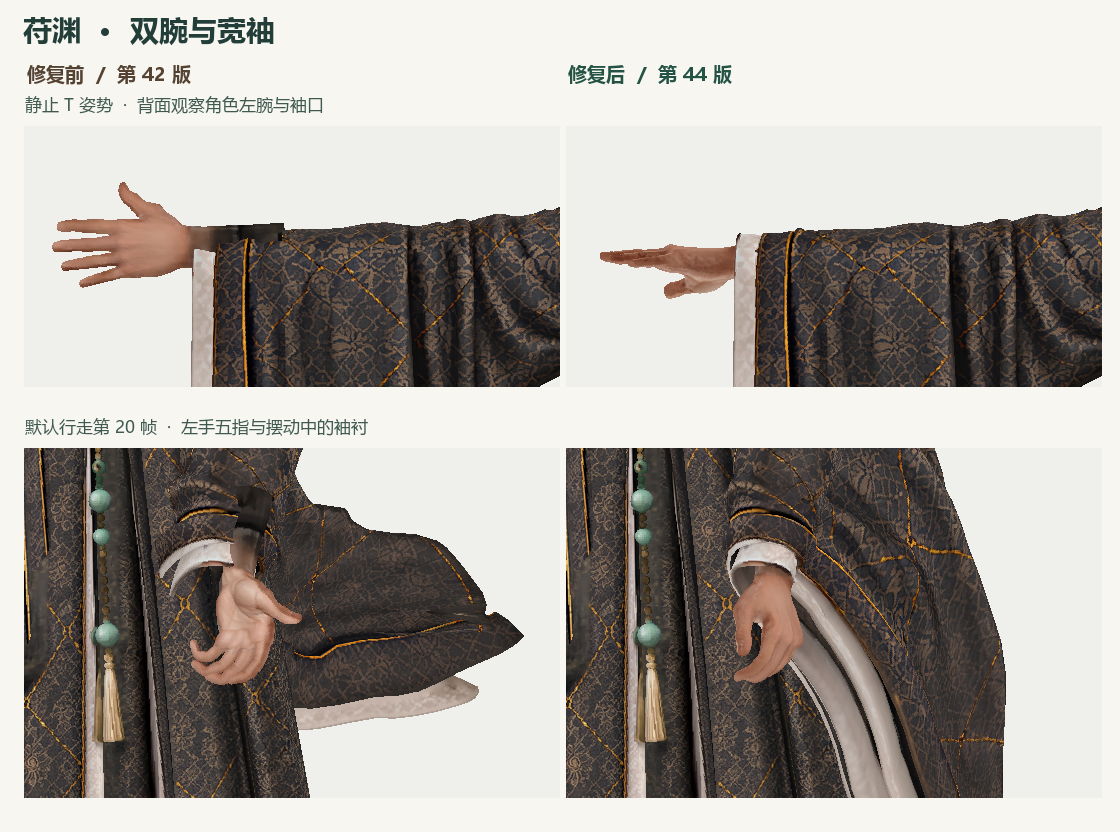 荇渊 · 双腕与宽袖
修复前 / 第 42 版
修复后 / 第 44 版
静止 T 姿势 · 背面观察角色左腕与袖口
默认行走第 20 帧 · 左手五指与摆动中的袖衬